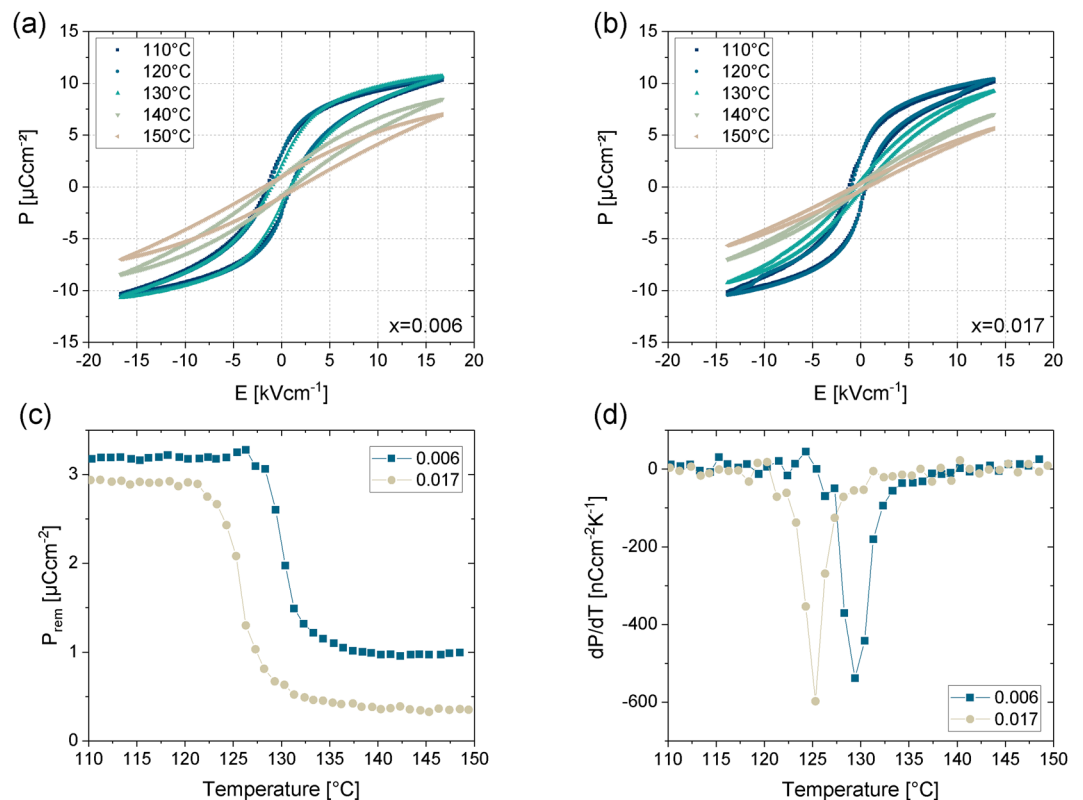 (a)
110°C
120°C
130°C
140°C
150°C
15
10
5
0
-5
-10
-15
P [µCcm⁻²]
-20 -15 -10 -5 0 5 10 15 20
E [kVcm⁻¹]
x=0.006
(b)
110°C
120°C
130°C
140°C
150°C
15
10
5
0
-5
-10
-15
P [µCcm⁻²]
-20 -15 -10 -5 0 5 10 15 20
E [kVcm⁻¹]
x=0.017
(c)
0.006
0.017
3
2
1
0
Prem [µCcm⁻²]
110 115 120 125 130 135 140 145 150
Temperature [°C]
(d)
0
-200
-400
-600
dP/dT [nCcm⁻²K⁻¹]
0.006
0.017
110 115 120 125 130 135 140 145 150
Temperature [°C]